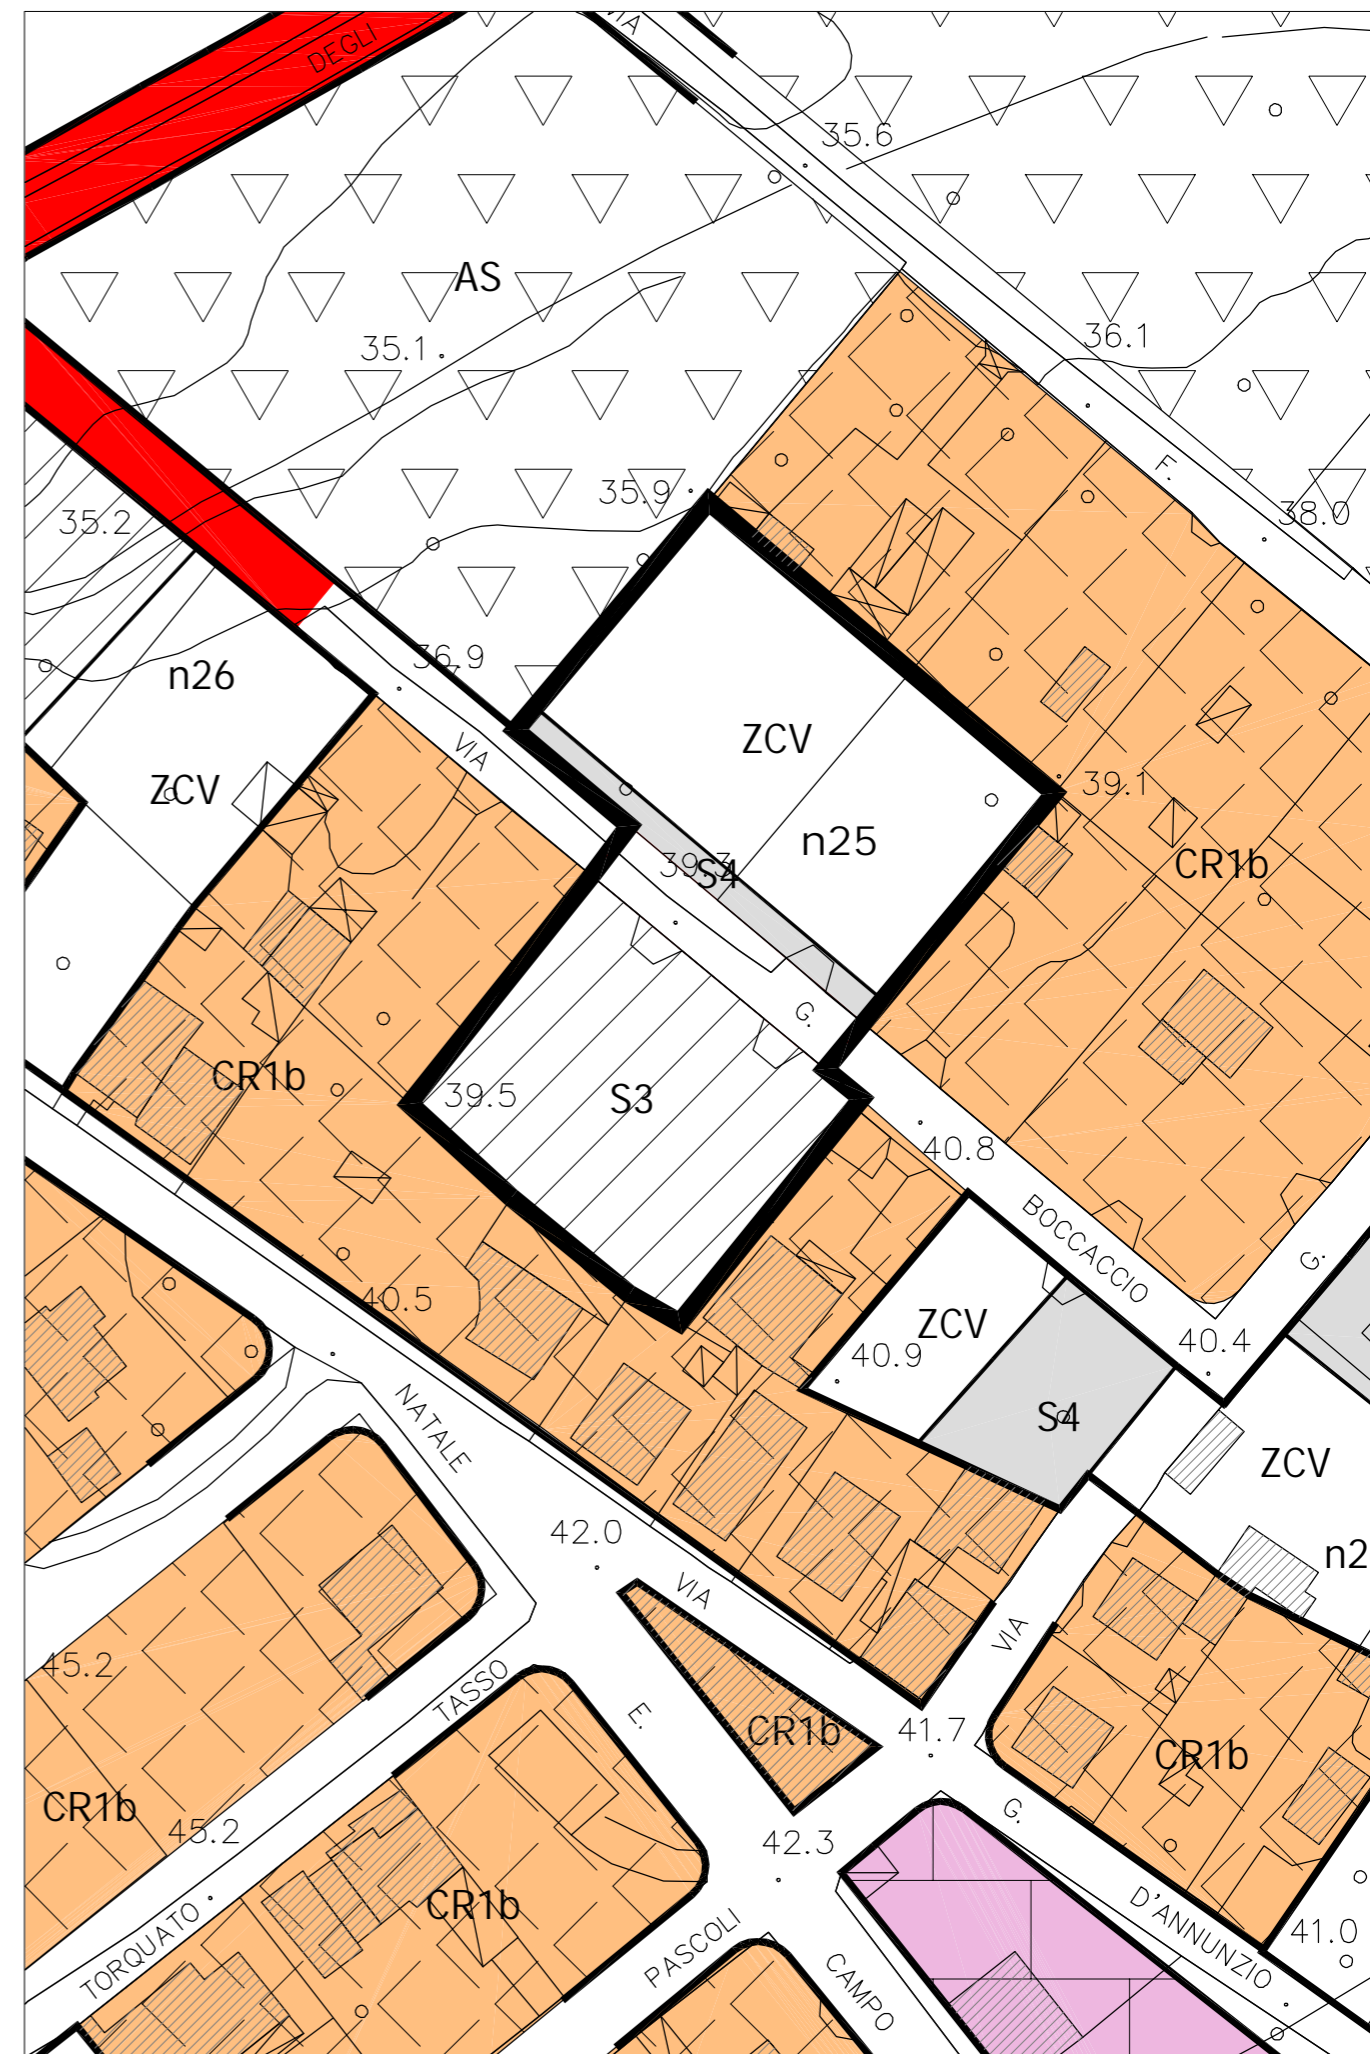 VIA
DEGLI
35.6
AS
35.1
36.1
F.
35.9
38.0
35.2
36.9
n26
VIA
ZCV
39.1
ZCV
n25
CR1b
39.3
S4
G.
CR1b
39.5
S3
40.8
BOCCACCIO
G.
40.5
ZCV
40.4
40.9
S4
NATALE
ZCV
42.0
n2
VIA
VIA
45.2
TASSO
E.
CR1b
41.7
CR1b
CR1b
45.2
G.
42.3
CR1b
D'ANNUNZIO
41.0
TORQUATO
PASCOLI
CAMPO